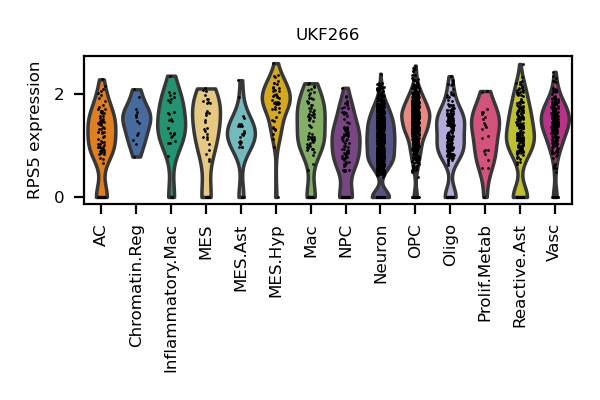 UKF266
RPS5 expression
2
0
AC
Chromatin.Reg
Inflammatory.Mac
MES
MES.Ast
MES.Hyp
Mac
NPC
Neuron
OPC
Oligo
Prolif.Metab
Reactive.Ast
Vasc